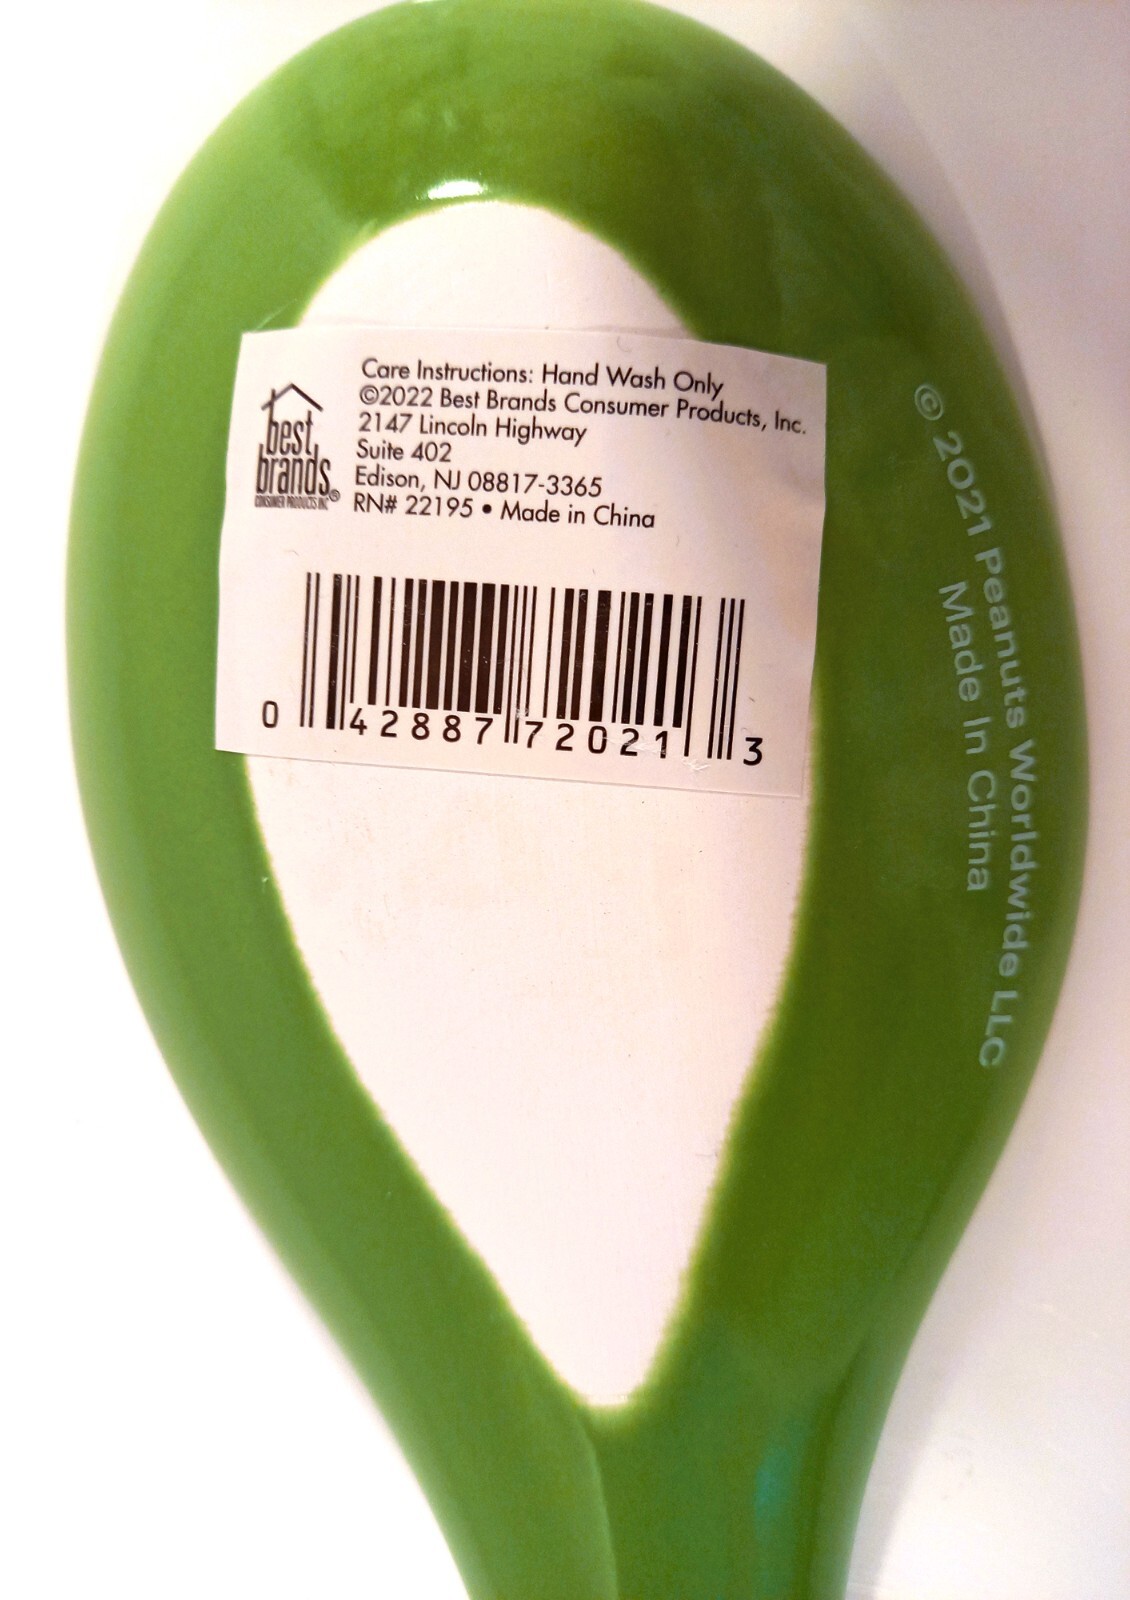 best
brands®
CONSUMER PRODUCTS INC
Care Instructions: Hand Wash Only
©2022 Best Brands Consumer Products, Inc.
2147 Lincoln Highway
Suite 402
Edison, NJ 08817-3365
RN# 22195 • Made in China
0 42887 72021 3
© 2021 Peanuts Worldwide LLC
Made In China